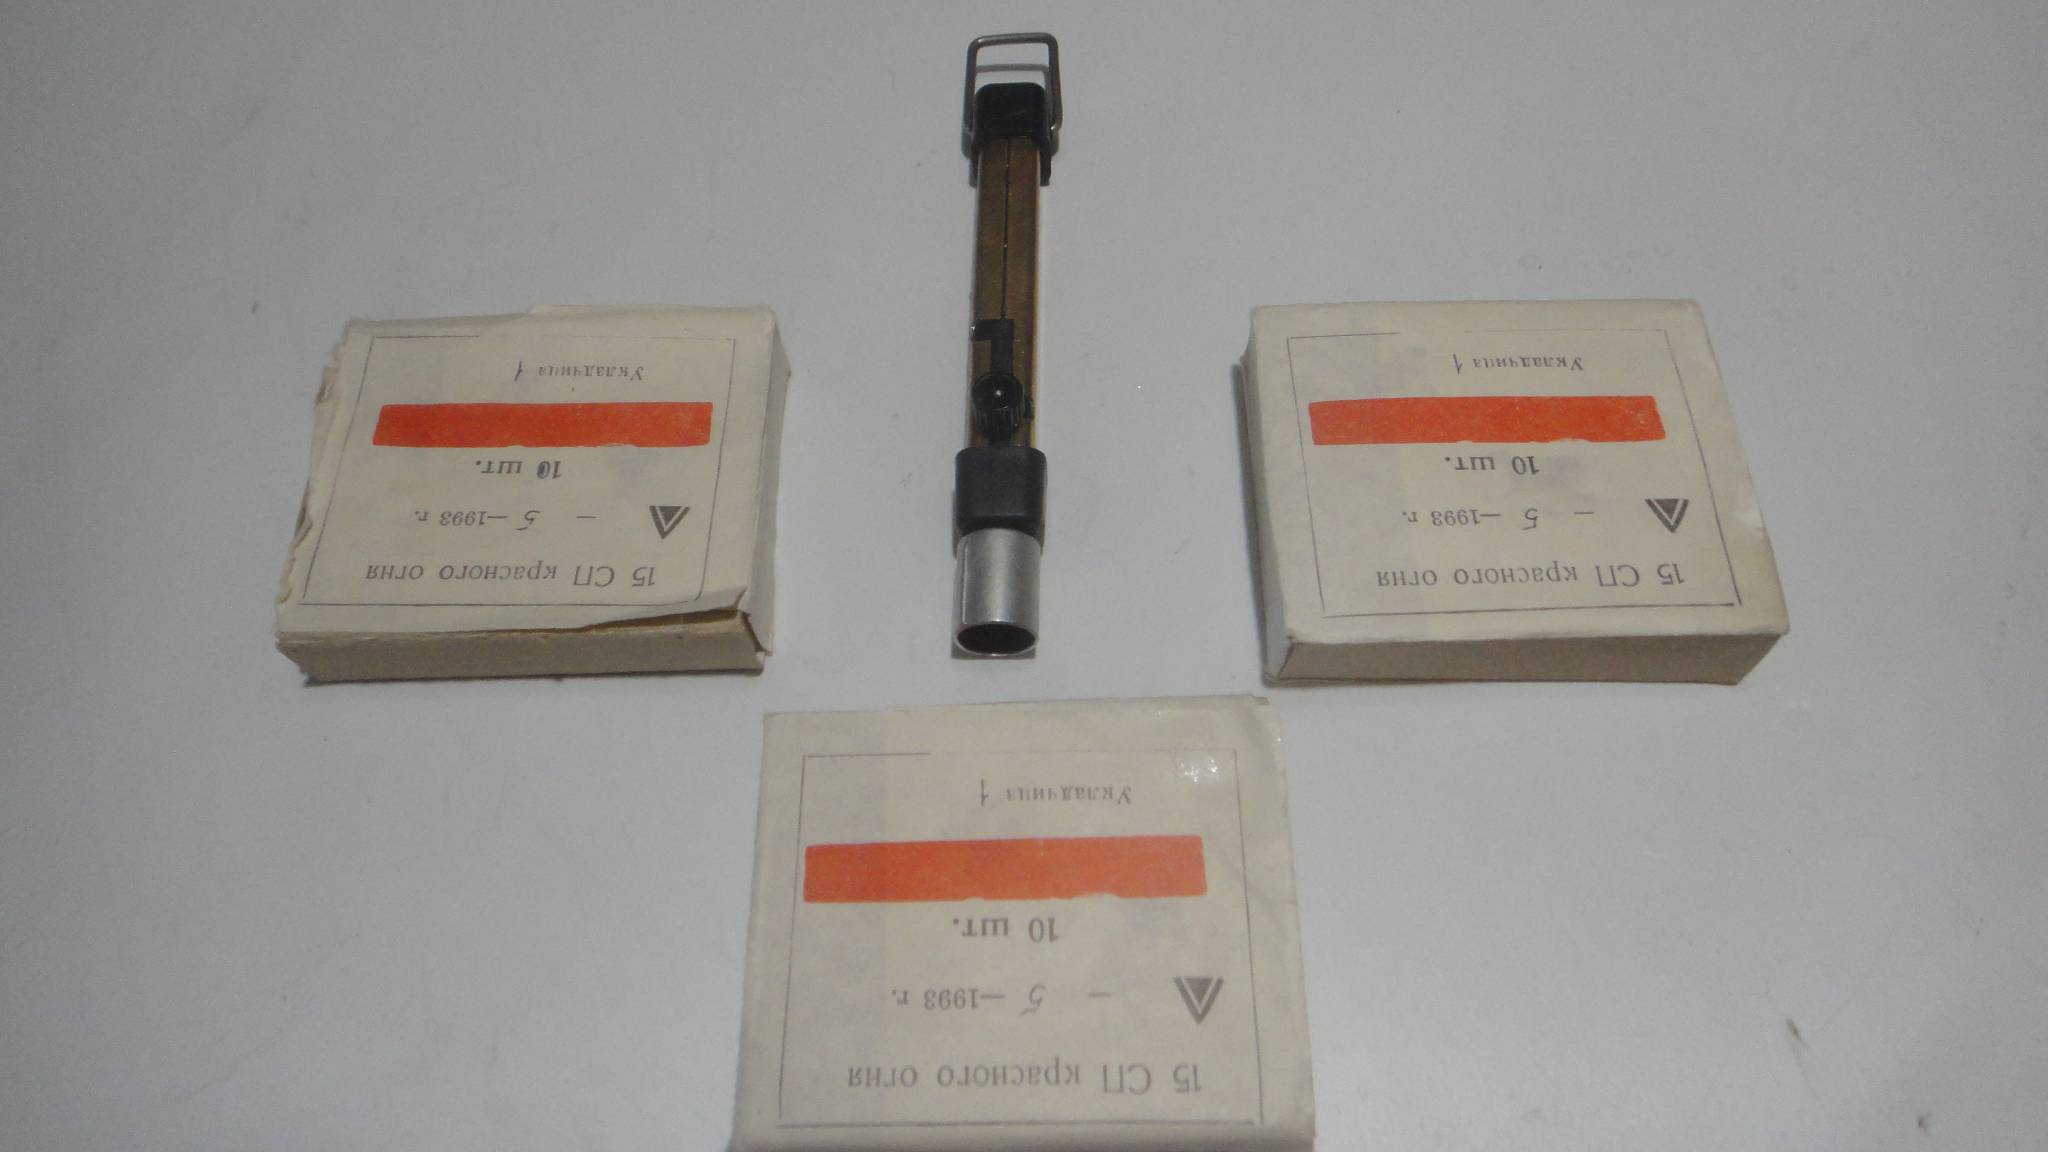 15 СП красного огня
— 5 —1993 г.
10 шт.
Укладчица 1
15 СП красного огня
— 5 —1993 г.
10 шт.
Укладчица 1
15 СП красного огня
— 5 —1993 г.
10 шт.
Укладчица 1